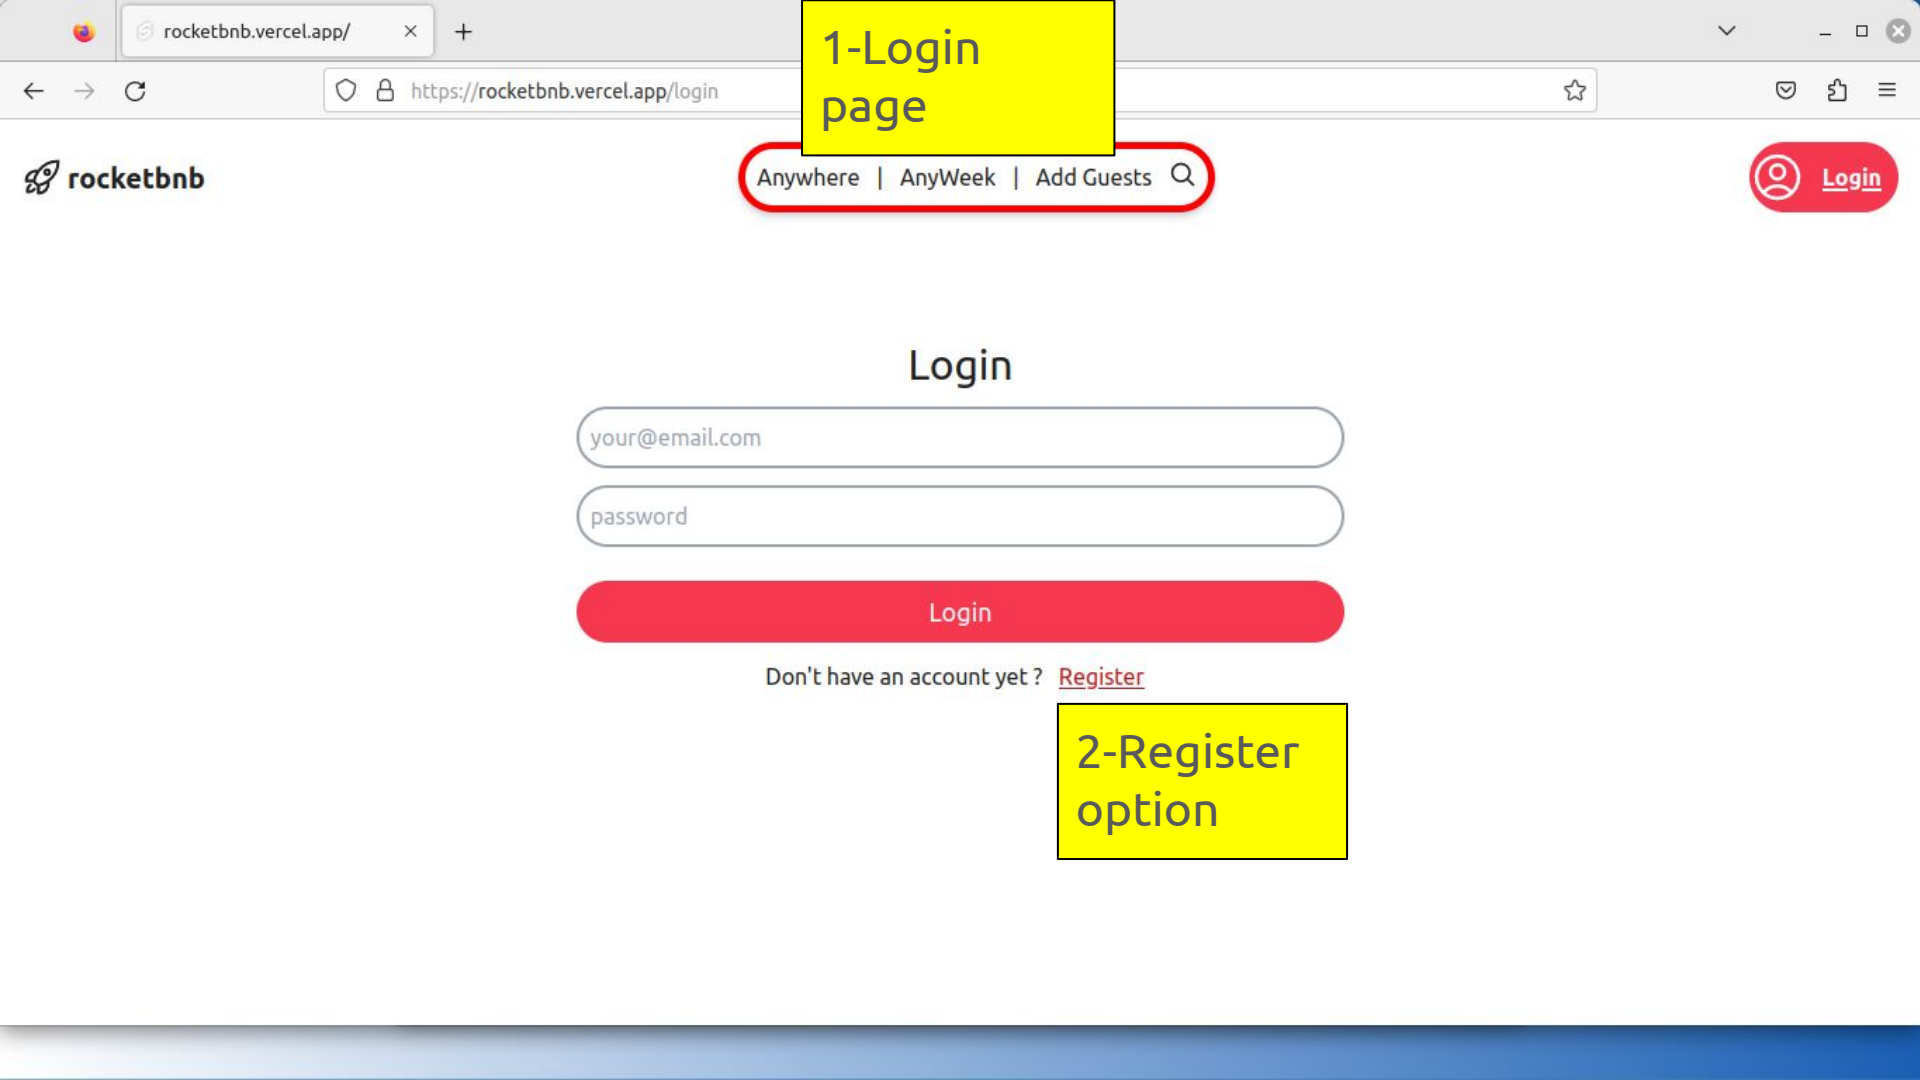 rocketbnb.vercel.app/
1-Login
page
https://rocketbnb.vercel.app/login
rocketbnb
Anywhere | AnyWeek | Add Guests
Login
Login
your@email.com
password
Login
Don't have an account yet ? Register
2-Register
option